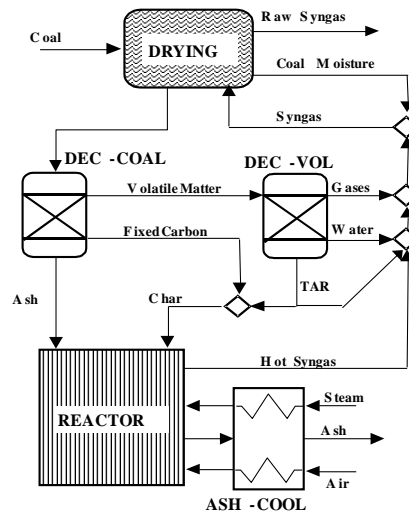 Raw Syngas
Coal
DRYING
Coal Moisture
Syngas
DEC -COAL
DEC -VOL
Volatile Matter
Gases
Fixed Carbon
Water
TAR
Ash
Char
Hot Syngas
Steam
REACTOR
Ash
Air
ASH -COOL